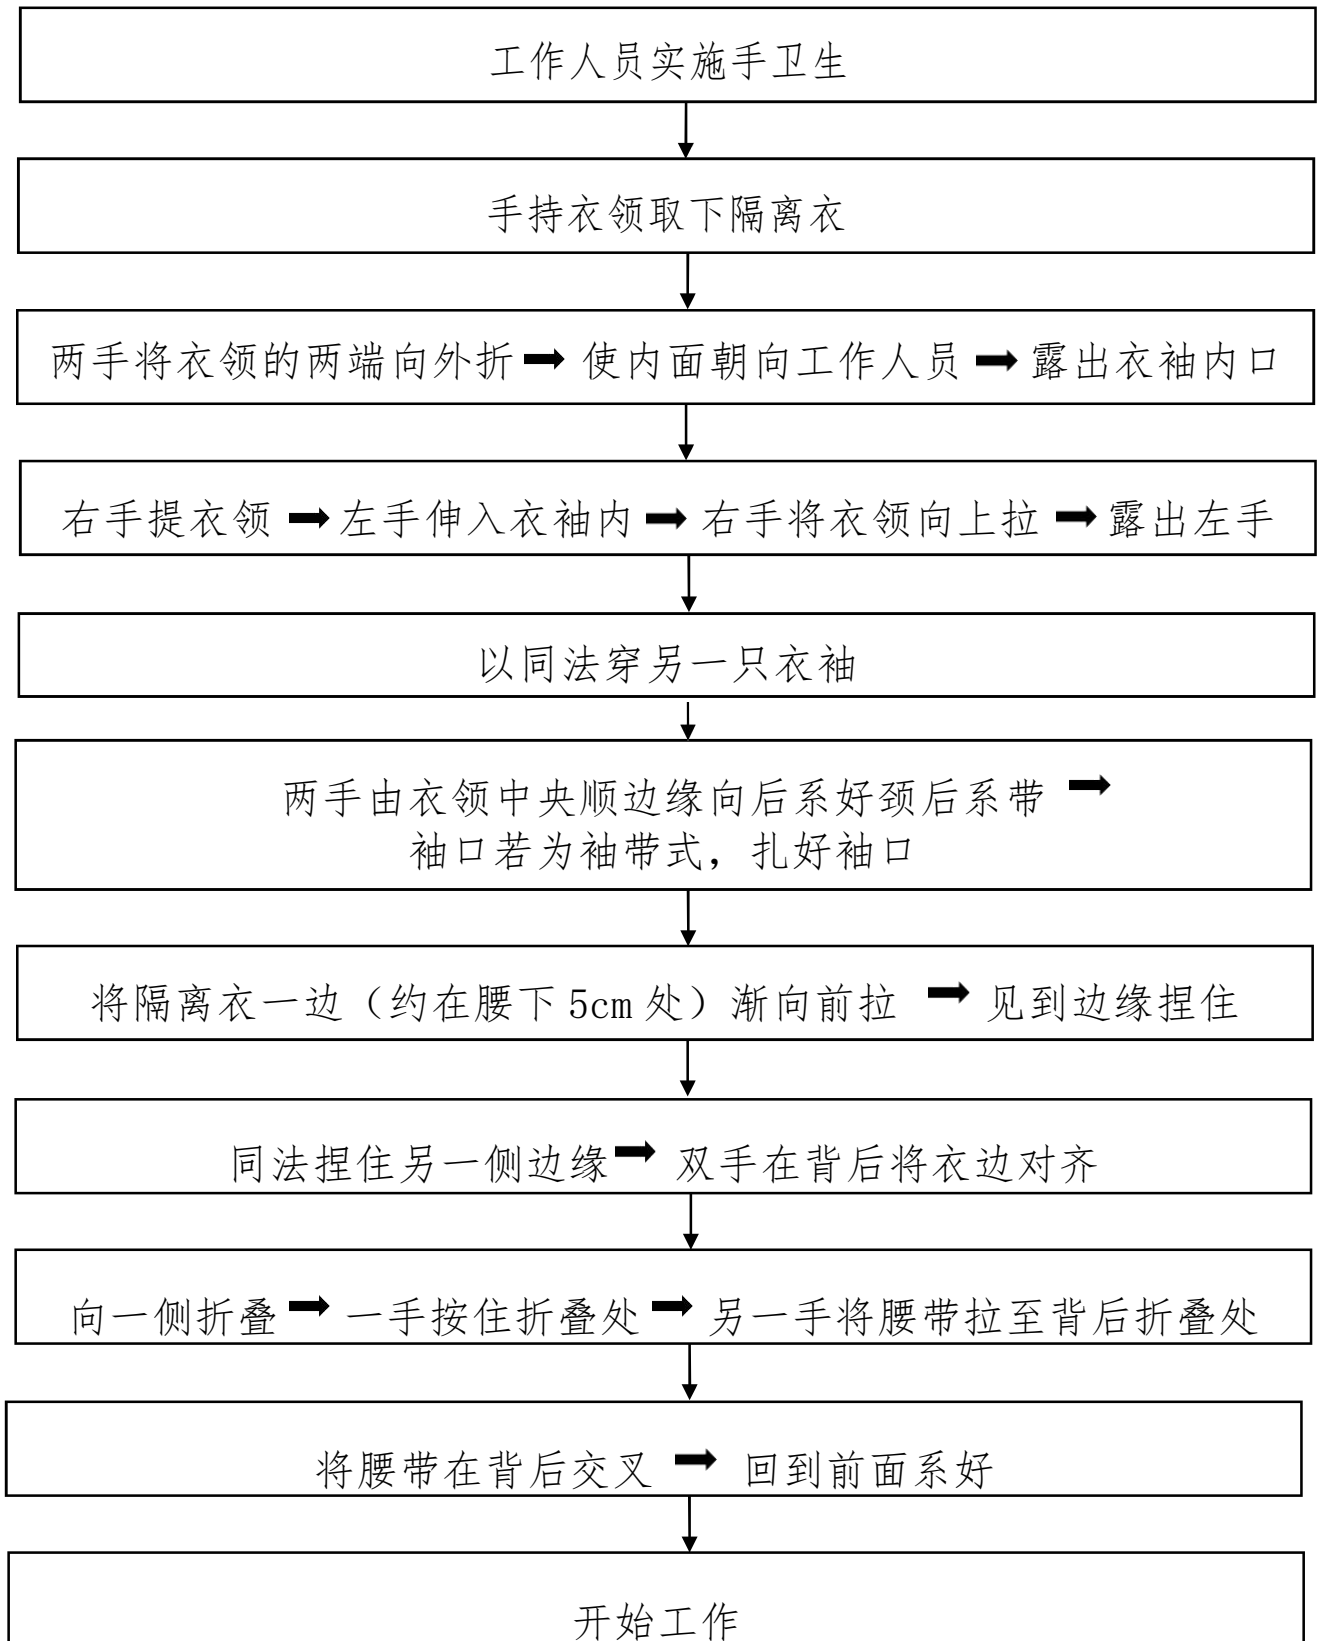 工作人员实施手卫生
手持衣领取下隔离衣
两手将衣领的两端向外折➡使内面朝向工作人员➡露出衣袖内口
右手提衣领➡左手伸入衣袖内➡右手将衣领向上拉➡露出左手
以同法穿另一只衣袖
两手由衣领中央顺边缘向后系好颈后系带➡
袖口若为袖带式，扎好袖口
将隔离衣一边（约在腰下5cm处）渐向前拉➡见到边缘捏住
同法捏住另一侧边缘➡双手在背后将衣边对齐
向一侧折叠➡一手按住折叠处➡另一手将腰带拉至背后折叠处
将腰带在背后交叉➡回到前面系好
开始工作